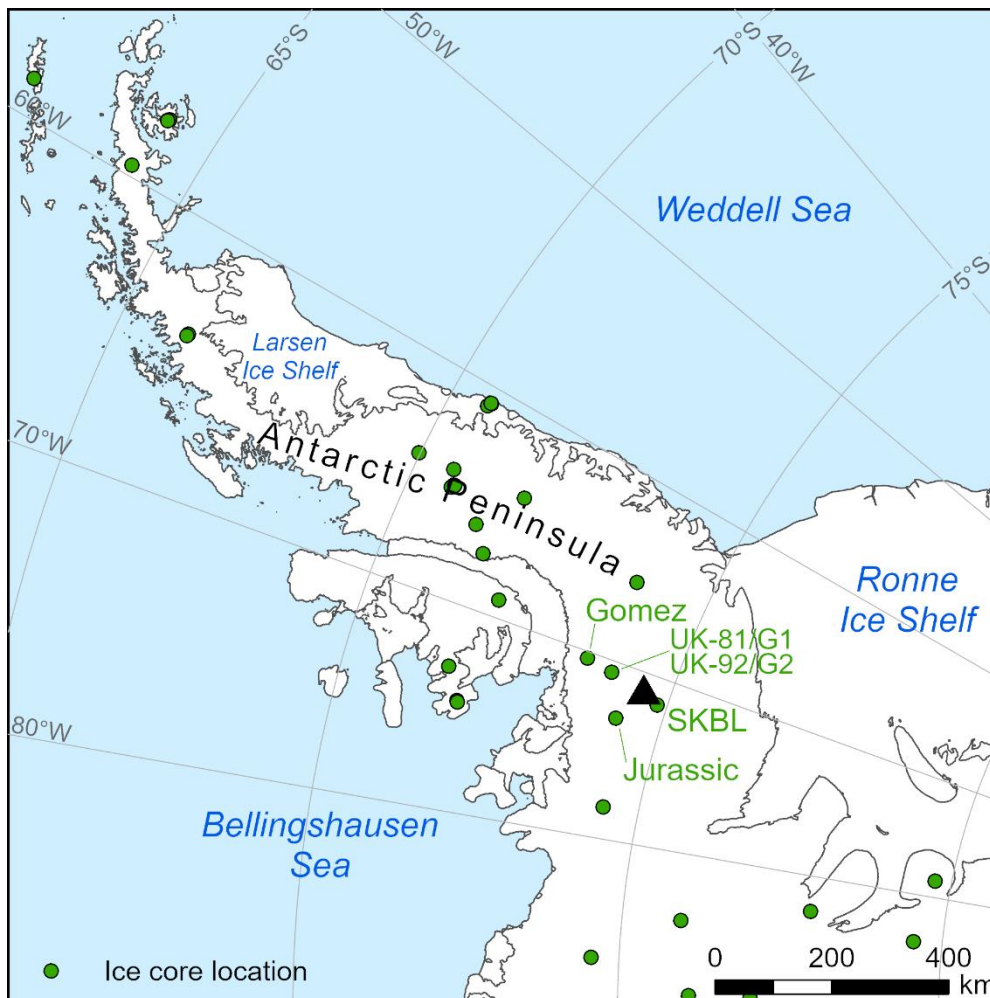 50°W
70°S
40°W
65°S
60°W
Weddell Sea
75°S
Larsen
Ice Shelf
70°W
Antarctic Peninsula
Ronne
Ice Shelf
Gomez
UK-81/G1
UK-92/G2
SKBL
80°W
Jurassic
Bellingshausen
Sea
Ice core location
0 200 400
km